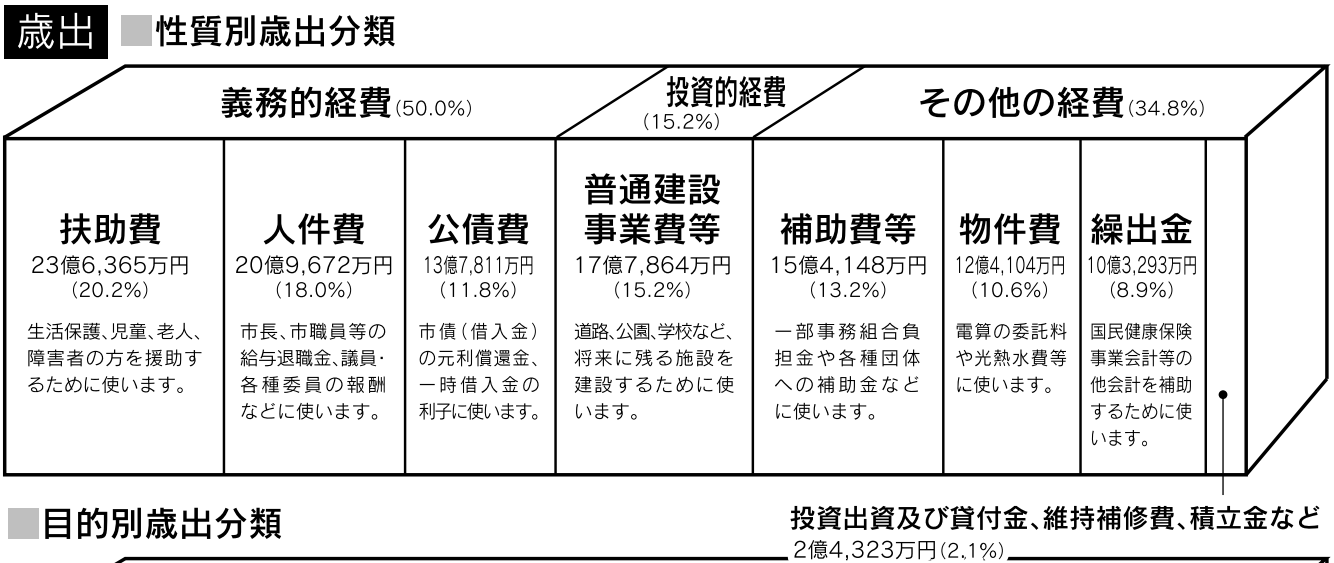 歳出 ■性質別歳出分類
義務的経費(50.0%)
投資的経費
(15.2%)
その他の経費(34.8%)
扶助費
23億6,365万円
(20.2%)
生活保護、児童、老人、
障害者の方を援助す
るために使います。
人件費
20億9,672万円
(18.0%)
市長、市職員等の
給与退職金、議員・
各種委員の報酬
などに使います。
公債費
13億7,811万円
(11.8%)
市債(借入金)
の元利償還金、
一時借入金の
利子に使います。
普通建設
事業費等
17億7,864万円
(15.2%)
道路、公園、学校など、
将来に残る施設を
建設するために使
います。
補助費等
15億4,148万円
(13.2%)
一部事務組合負
担金や各種団体
への補助金など
に使います。
物件費
12億4,104万円
(10.6%)
電算の委託料
や光熱水費等
に使います。
繰出金
10億3,293万円
(8.9%)
国民健康保険
事業会計等の
他会計を補助
するために使
います。
投資出資及び貸付金、維持補修費、積立金など
2億4,323万円(2.1%)
■目的別歳出分類